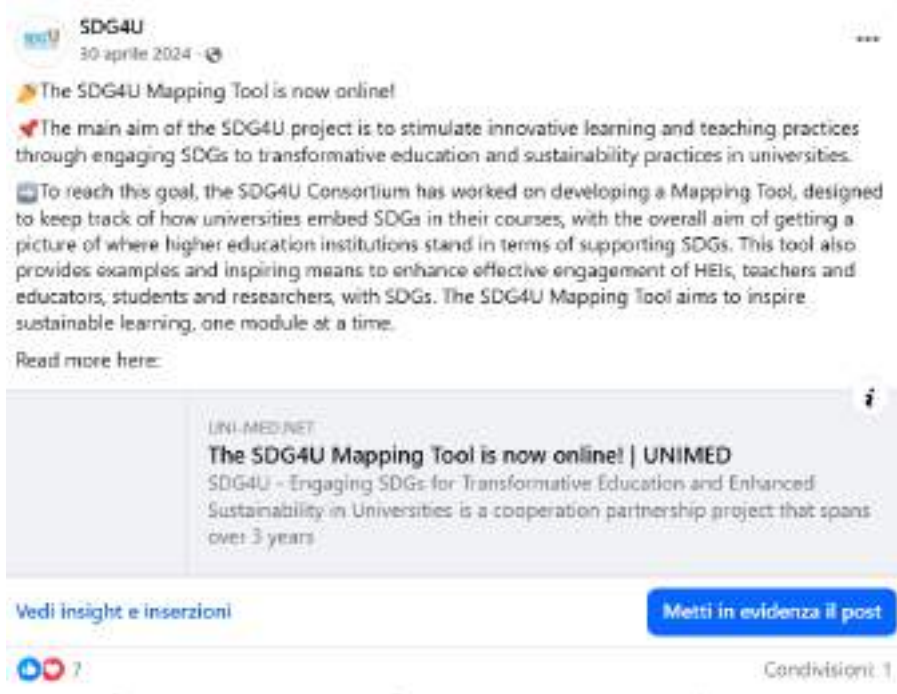 SDG4U
30 aprile 2024 ·
The SDG4U Mapping Tool is now online!
The main aim of the SDG4U project is to stimulate innovative learning and teaching practices
through engaging SDGs to transformative education and sustainability practices in universities.
To reach this goal, the SDG4U Consortium has worked on developing a Mapping Tool, designed
to keep track of how universities embed SDGs in their courses, with the overall aim of getting a
picture of where higher education institutions stand in terms of supporting SDGs. This tool also
provides examples and inspiring means to enhance effective engagement of HEIs, teachers and
educators, students and researchers, with SDGs. The SDG4U Mapping Tool aims to inspire
sustainable learning, one module at a time.
Read more here:
UNI-MED.NET
The SDG4U Mapping Tool is now online! | UNIMED
SDG4U - Engaging SDGs for Transformative Education and Enhanced
Sustainability in Universities is a cooperation partnership project that spans
over 3 years
Vedi insight e inserzioni
Metti in evidenza il post
7
Condivisioni: 1